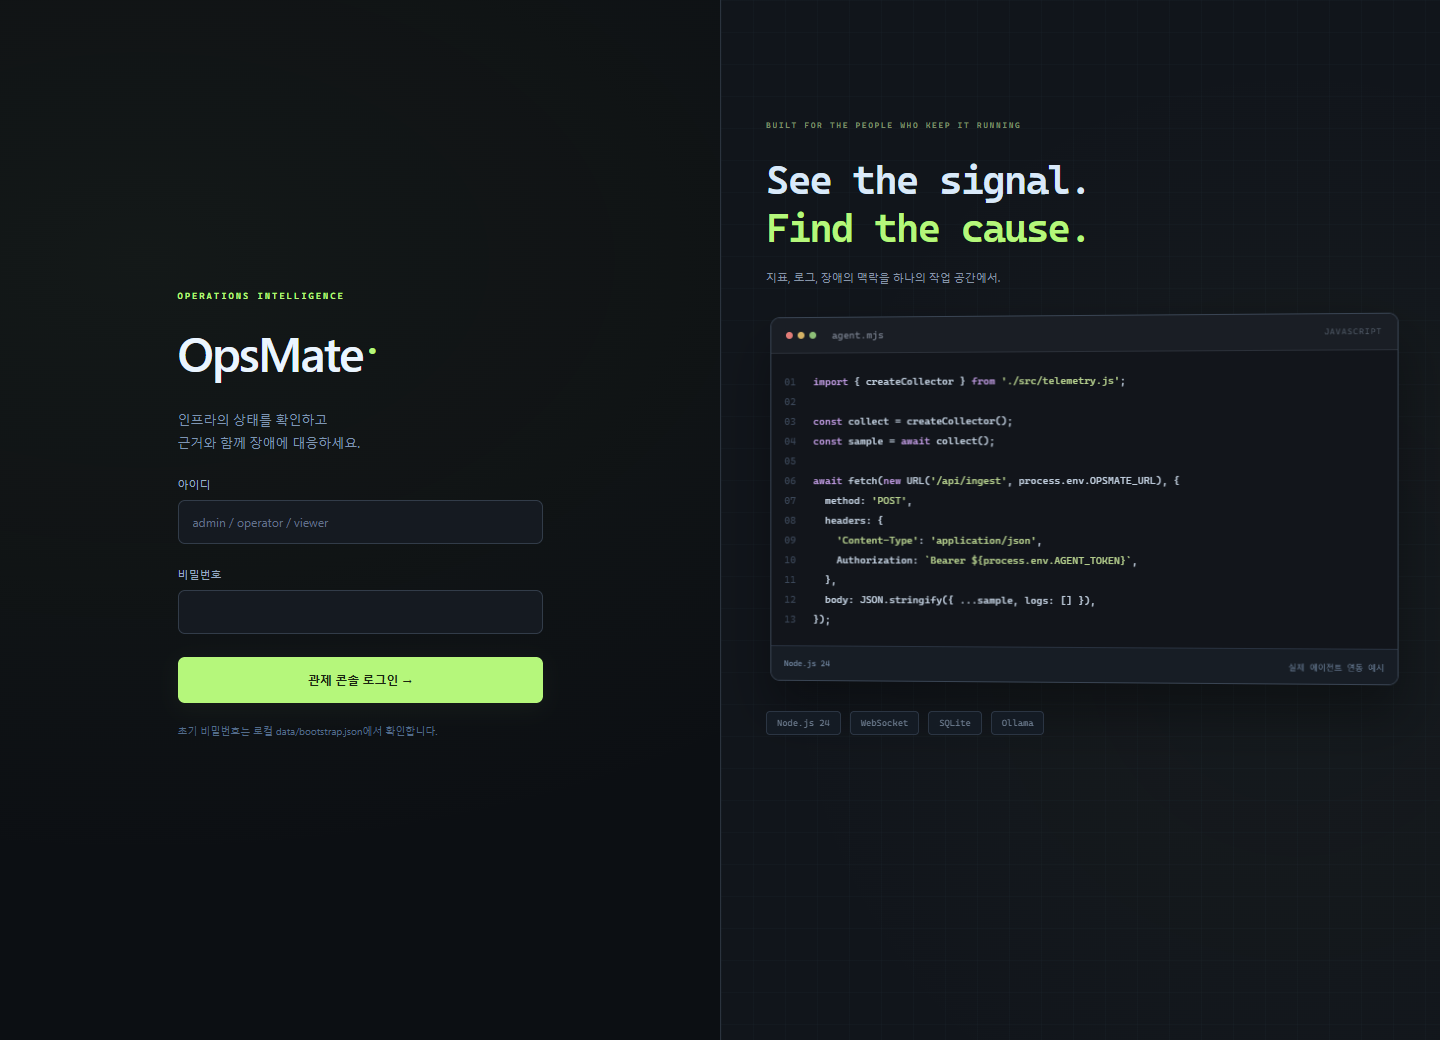 OPERATIONS INTELLIGENCE
OpsMate
인프라의 상태를 확인하고
근거와 함께 장애에 대응하세요.
아이디
admin / operator / viewer
비밀번호
관제 콘솔 로그인 →
초기 비밀번호는 로컬 data/bootstrap.json에서 확인합니다.
BUILT FOR THE PEOPLE WHO KEEP IT RUNNING
See the signal.
Find the cause.
지표, 로그, 장애의 맥락을 하나의 작업 공간에서.
agent.mjs JAVASCRIPT
01 import { createCollector } from './src/telemetry.js';
02
03 const collect = createCollector();
04 const sample = await collect();
05
06 await fetch(new URL('/api/ingest', process.env.OPSMATE_URL), {
07   method: 'POST',
08   headers: {
09     'Content-Type': 'application/json',
10     Authorization: `Bearer ${process.env.AGENT_TOKEN}`,
11   },
12   body: JSON.stringify({ ...sample, logs: [] }),
13 });
Node.js 24 실제 에이전트 연동 예시
Node.js 24 WebSocket SQLite Ollama